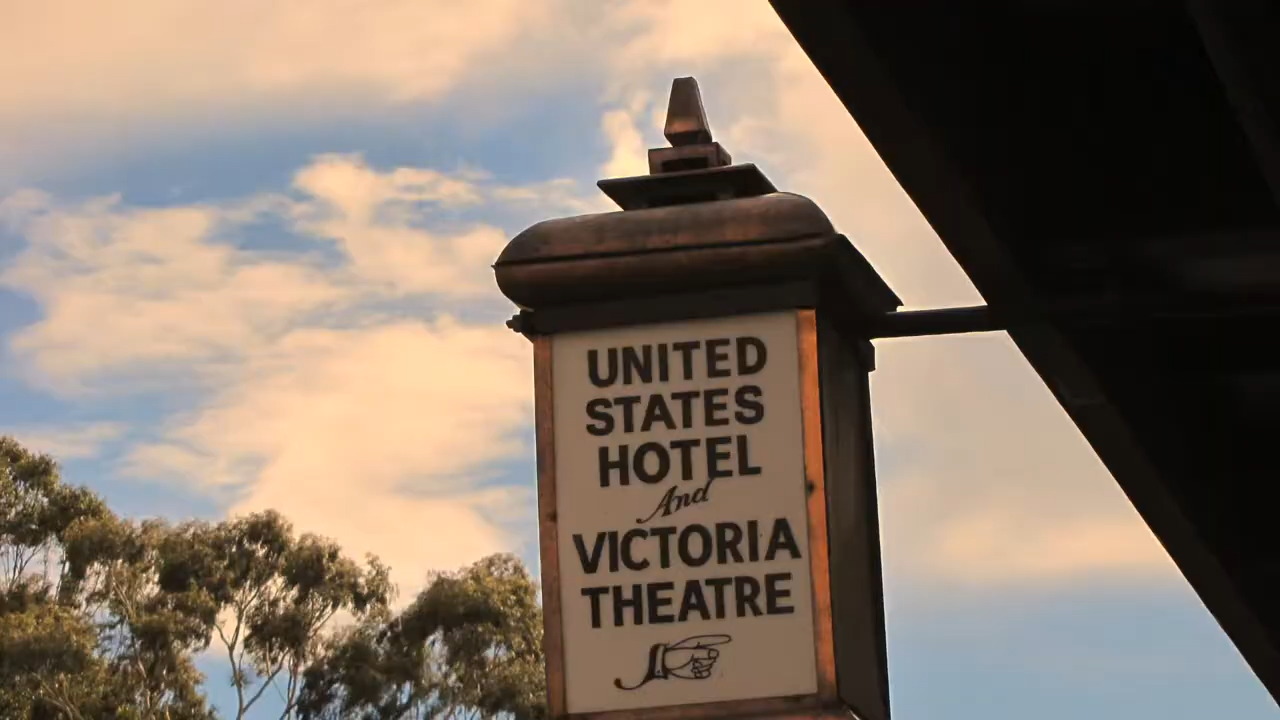 UNITED
STATES
HOTEL
And
VICTORIA
THEATRE